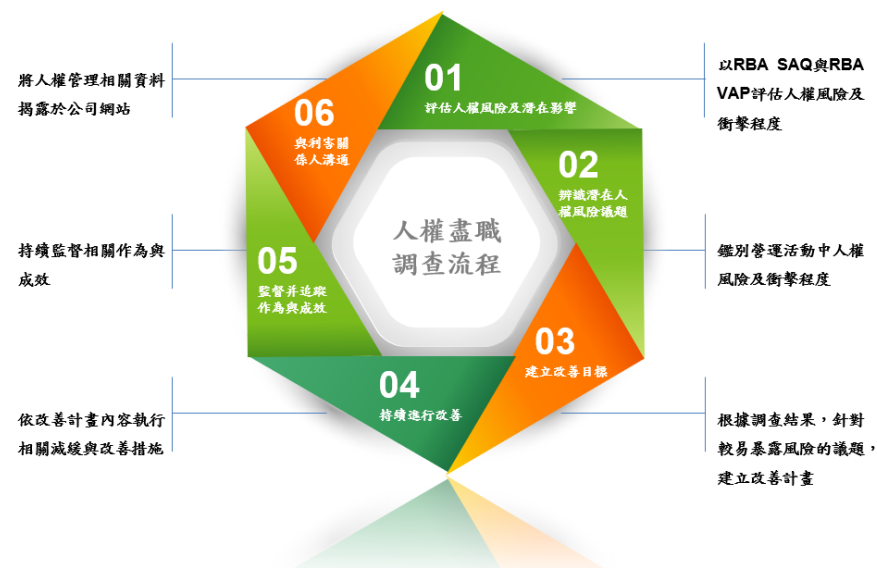 人權盡職
調查流程
01
評估人權風險及潛在影響
以RBA SAQ與RBA
VAP評估人權風險及
衝擊程度
02
辨識潛在人
權風險議題
鑑別營運活動中人權
風險及衝擊程度
03
建立改善目標
根據調查結果，針對
較易暴露風險的議題，
建立改善計畫
04
持續進行改善
依改善計畫內容執行
相關減緩與改善措施
05
監督并追蹤
作為與成效
持續監督相關作為與
成效
06
與利害關
係人溝通
將人權管理相關資料
揭露於公司網站